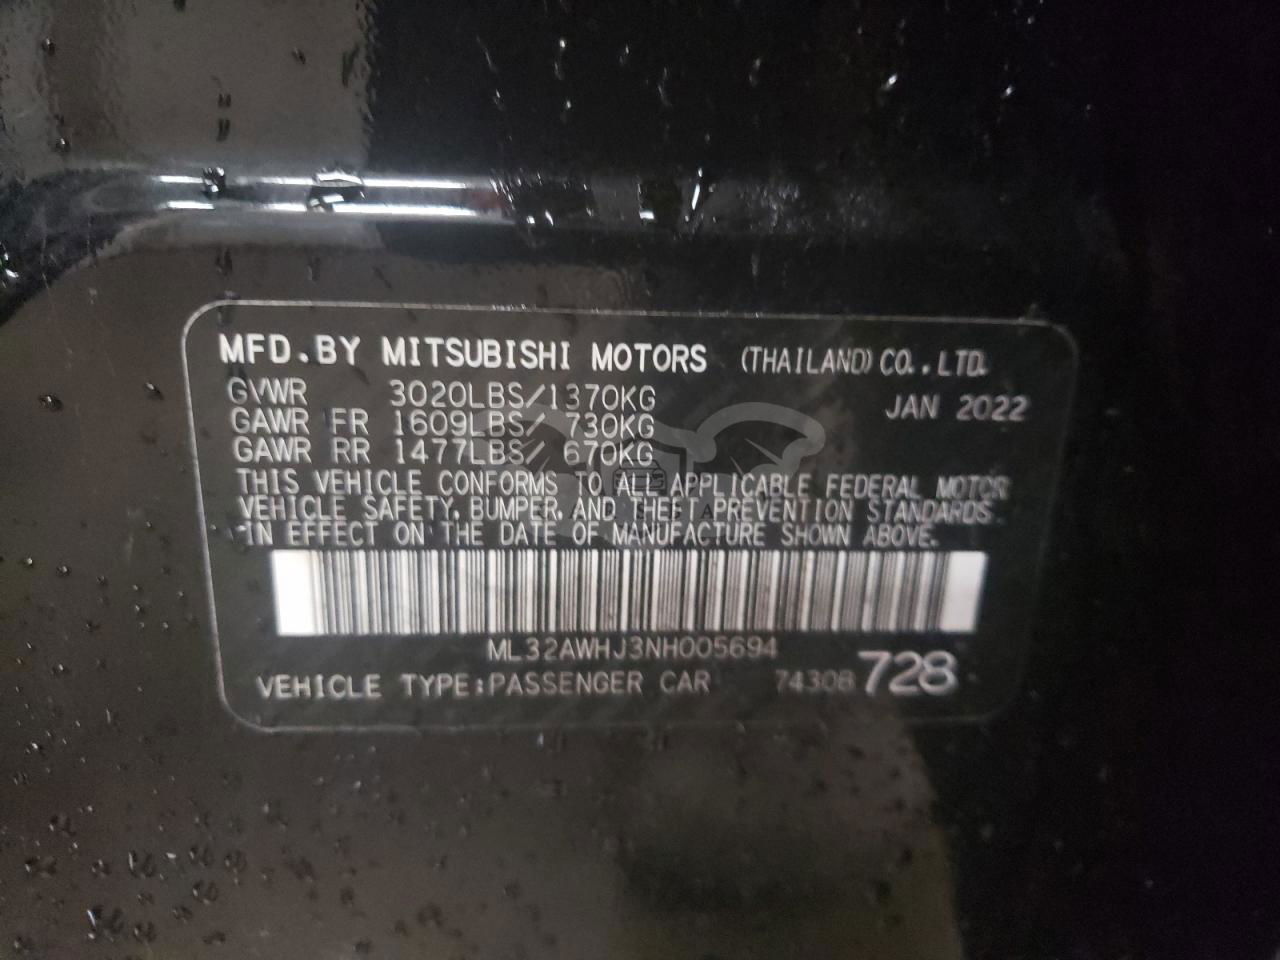 MFD.BY MITSUBISHI MOTORS (THAILAND) CO.,LTD.
GVWR 3020LBS/1370KG JAN 2022
GAWR FR 1609LBS/ 730KG
GAWR RR 1477LBS/ 670KG
THIS VEHICLE CONFORMS TO ALL APPLICABLE FEDERAL MOTOR
VEHICLE SAFETY, BUMPER, AND THEFT PREVENTION STANDARDS
IN EFFECT ON THE DATE OF MANUFACTURE SHOWN ABOVE.
ML32AWHJ3NH005694
VEHICLE TYPE:PASSENGER CAR 74308 728